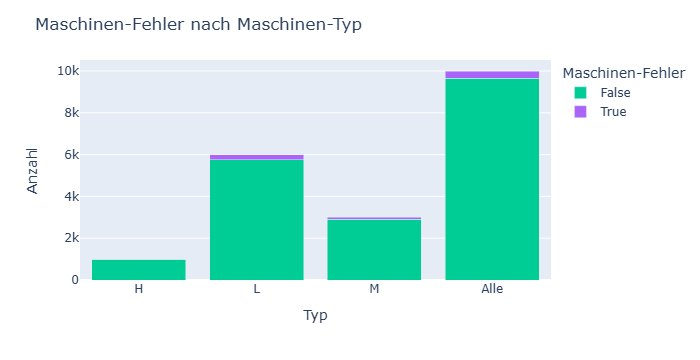 Maschinen-Fehler nach Maschinen-Typ
Maschinen-Fehler
False
True
Anzahl
10k
8k
6k
4k
2k
0
H L M Alle
Typ